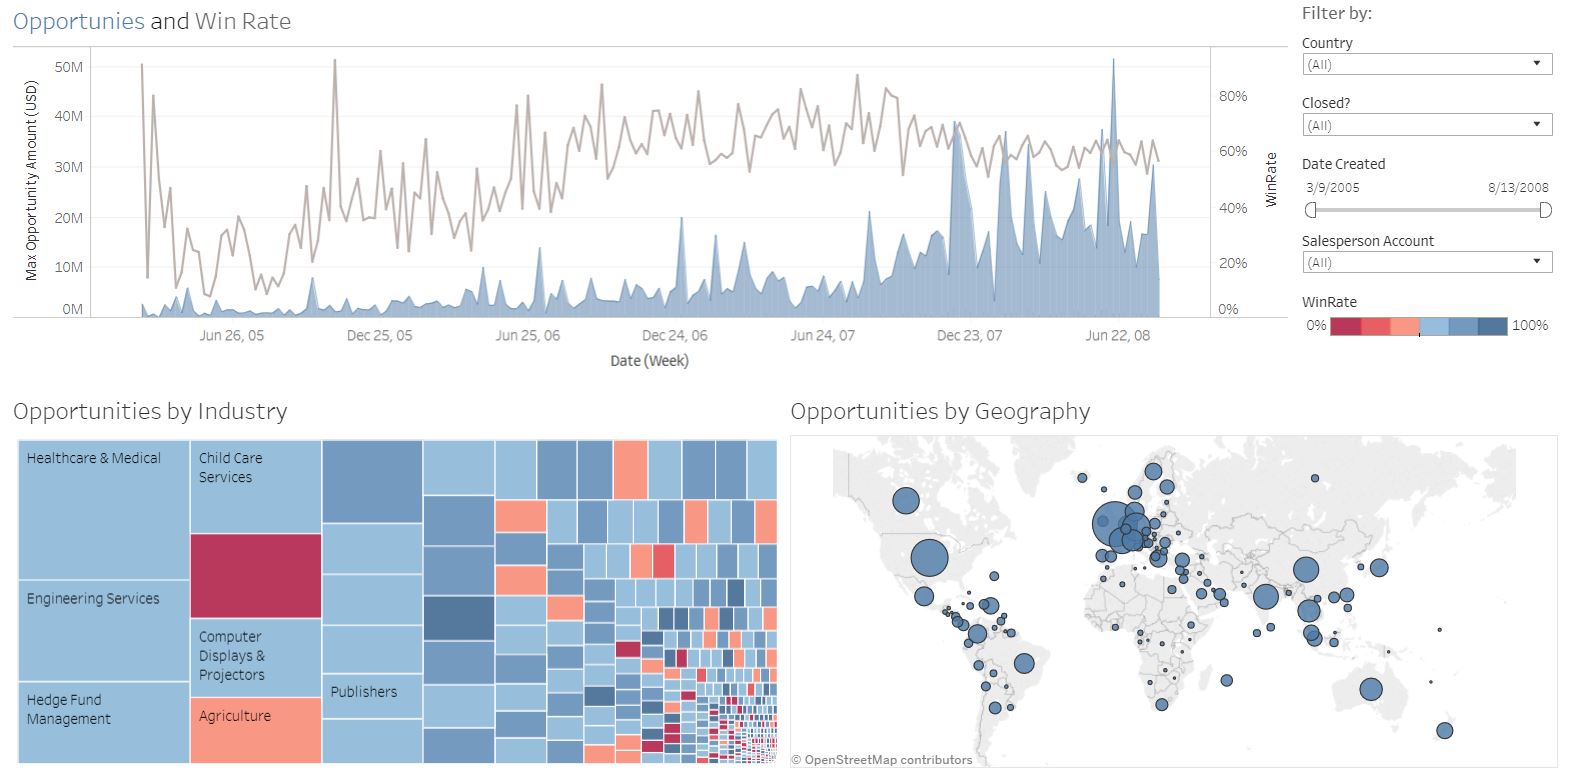 Opportunies and Win Rate
Max Opportunity Amount (USD)
50M
40M
30M
20M
10M
0M
80%
60%
40%
20%
0%
WinRate
Jun 26, 05
Dec 25, 05
Jun 25, 06
Dec 24, 06
Jun 24, 07
Dec 23, 07
Jun 22, 08
Date (Week)
Filter by:
Country
(All)
Closed?
(All)
Date Created
3/9/2005
8/13/2008
Salesperson Account
(All)
WinRate
0%
100%
Opportunities by Industry
Healthcare & Medical
Engineering Services
Hedge Fund
Management
Child Care
Services
Computer
Displays &
Projectors
Agriculture
Publishers
Opportunities by Geography
© OpenStreetMap contributors